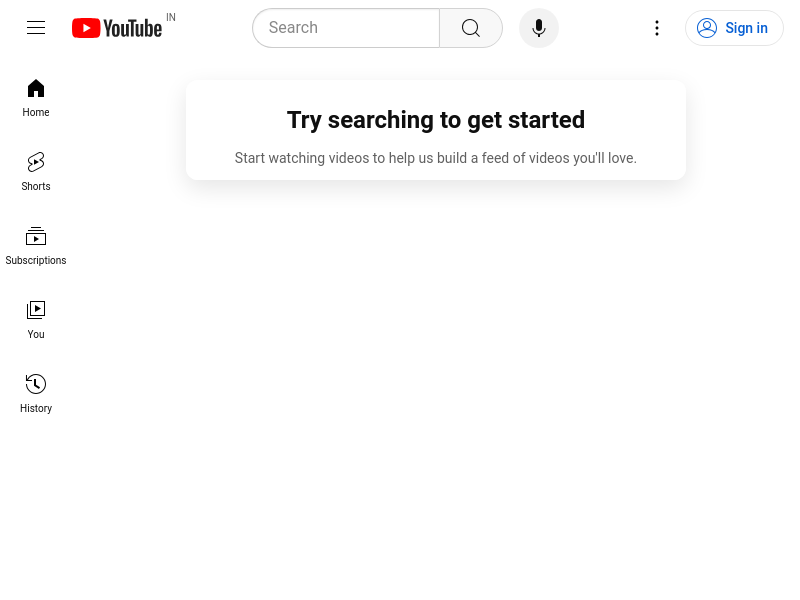 YouTube IN
Search
Sign in
Home
Shorts
Subscriptions
You
History
Try searching to get started
Start watching videos to help us build a feed of videos you'll love.